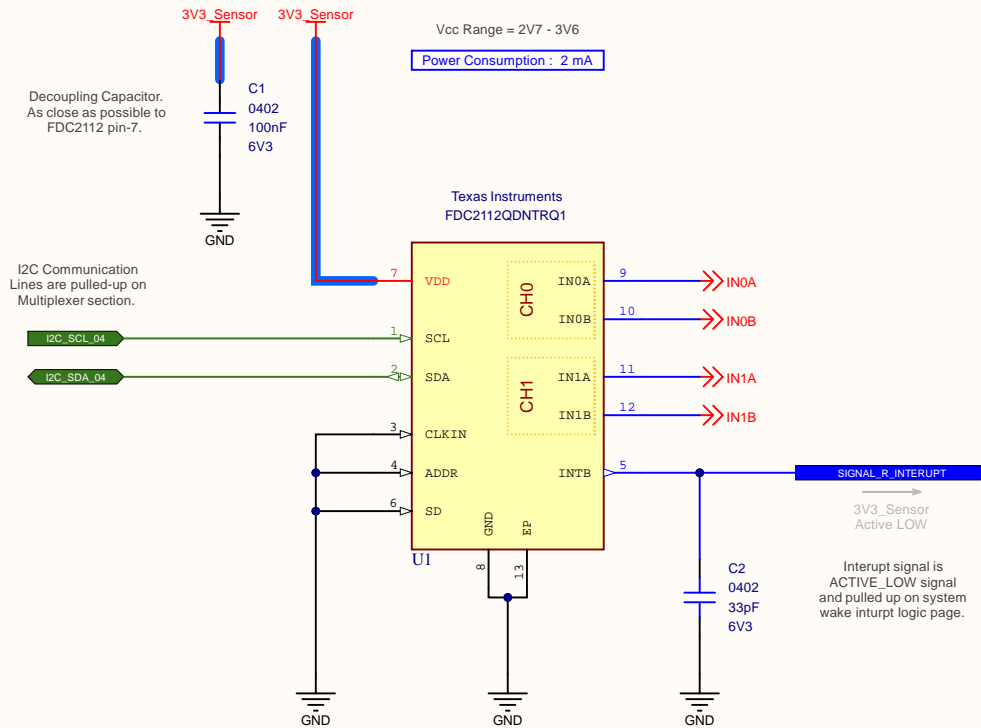 3V3_Sensor
3V3_Sensor
Vcc Range = 2V7 - 3V6
Power Consumption :  2 mA
Decoupling Capacitor.
As close as possible to
FDC2112 pin-7.
C1
0402
100nF
6V3
GND
Texas Instruments
FDC2112QDNTRQ1
I2C Communication
Lines are pulled-up on
Multiplexer section.
7
VDD
CH0
IN0A
9
IN0A
IN0B
10
IN0B
I2C_SCL_04
1
SCL
I2C_SDA_04
2
SDA
CH1
IN1A
11
IN1A
IN1B
12
IN1B
3
CLKIN
4
ADDR
6
SD
INTB
5
SIGNAL_R_INTERUPT
3V3_Sensor
Active LOW
GND
EP
U1
8
13
C2
0402
33pF
6V3
Interupt signal is
ACTIVE_LOW signal
and pulled up on system
wake inturpt logic page.
GND
GND
GND